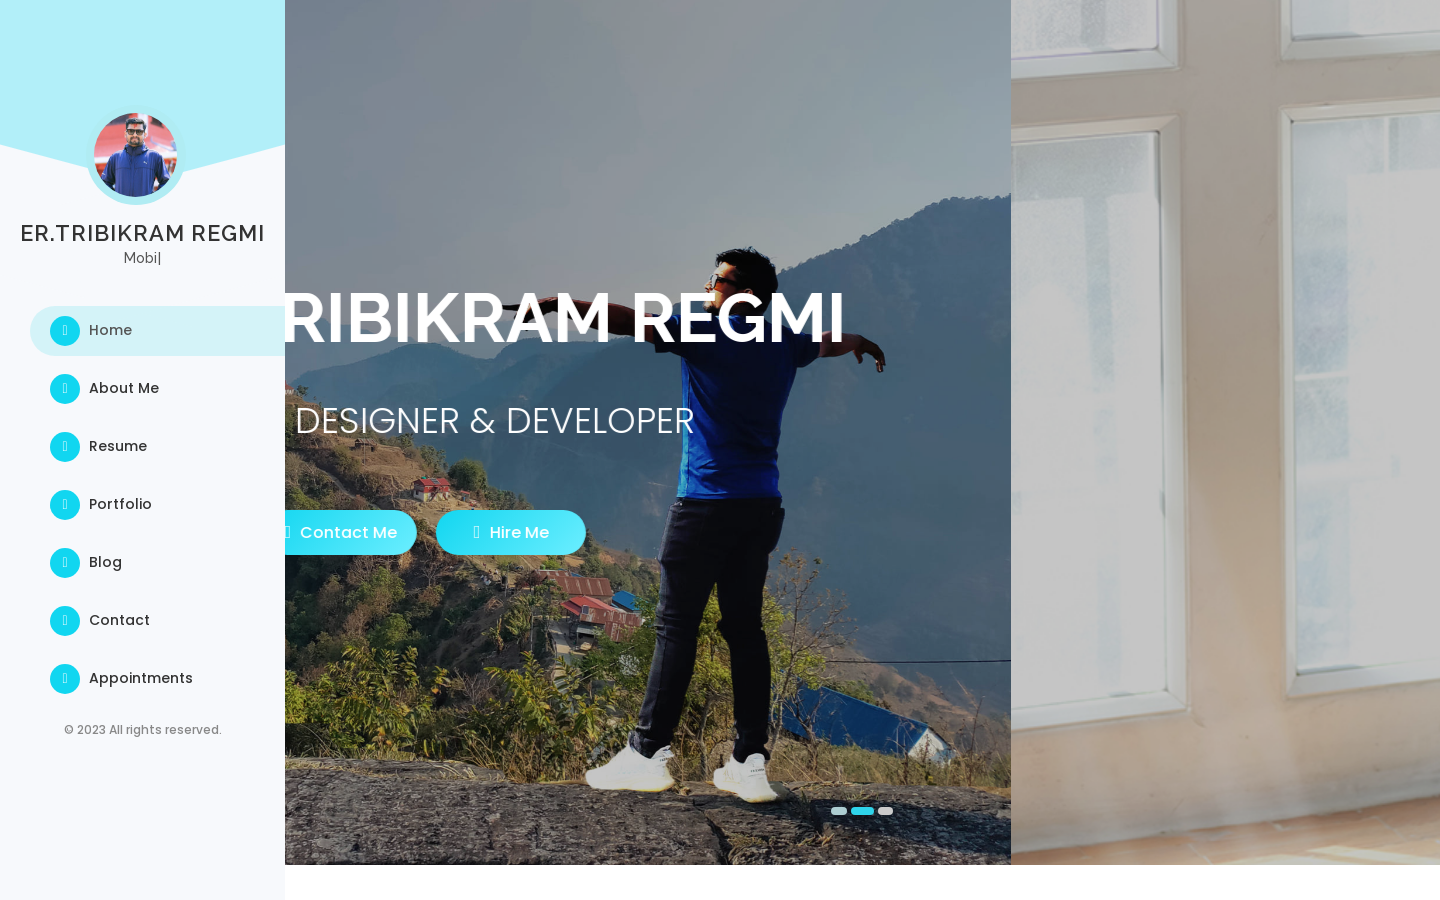 ER.TRIBIKRAM REGMI
Mobi|
Home
About Me
Resume
Portfolio
Blog
Contact
Appointments
© 2023 All rights reserved.
RIBIKRAM REGMI
DESIGNER & DEVELOPER
Contact Me
Hire Me